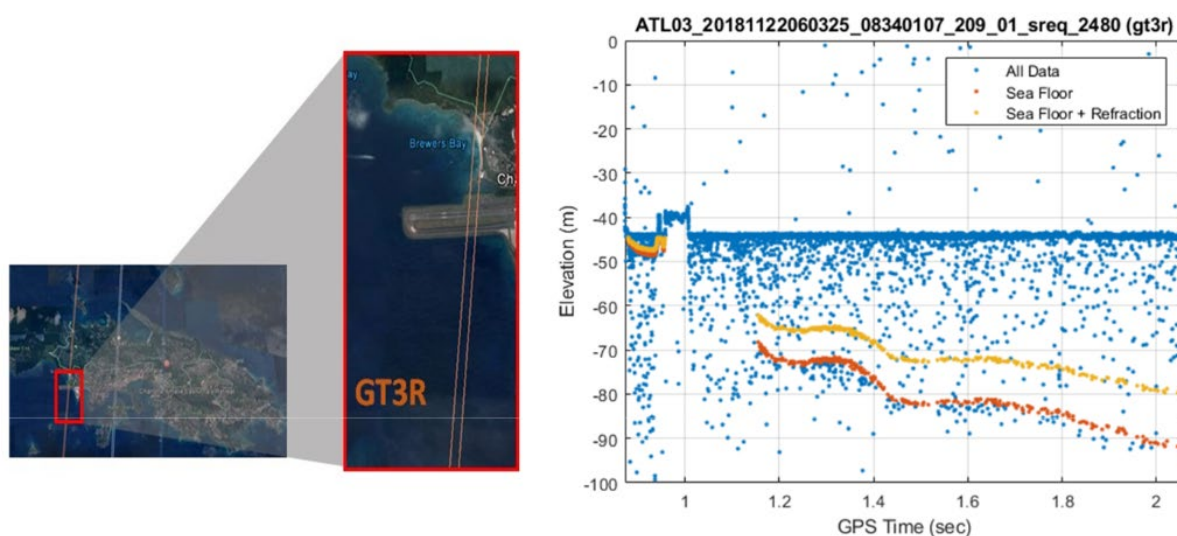 Brewers Bay
Ch
GT3R
ATL03_20181122060325_08340107_209_01_sreq_2480 (gt3r)
All Data
Sea Floor
Sea Floor + Refraction
Elevation (m)
0
-10
-20
-30
-40
-50
-60
-70
-80
-90
-100
1
1.2
1.4
1.6
1.8
2
GPS Time (sec)